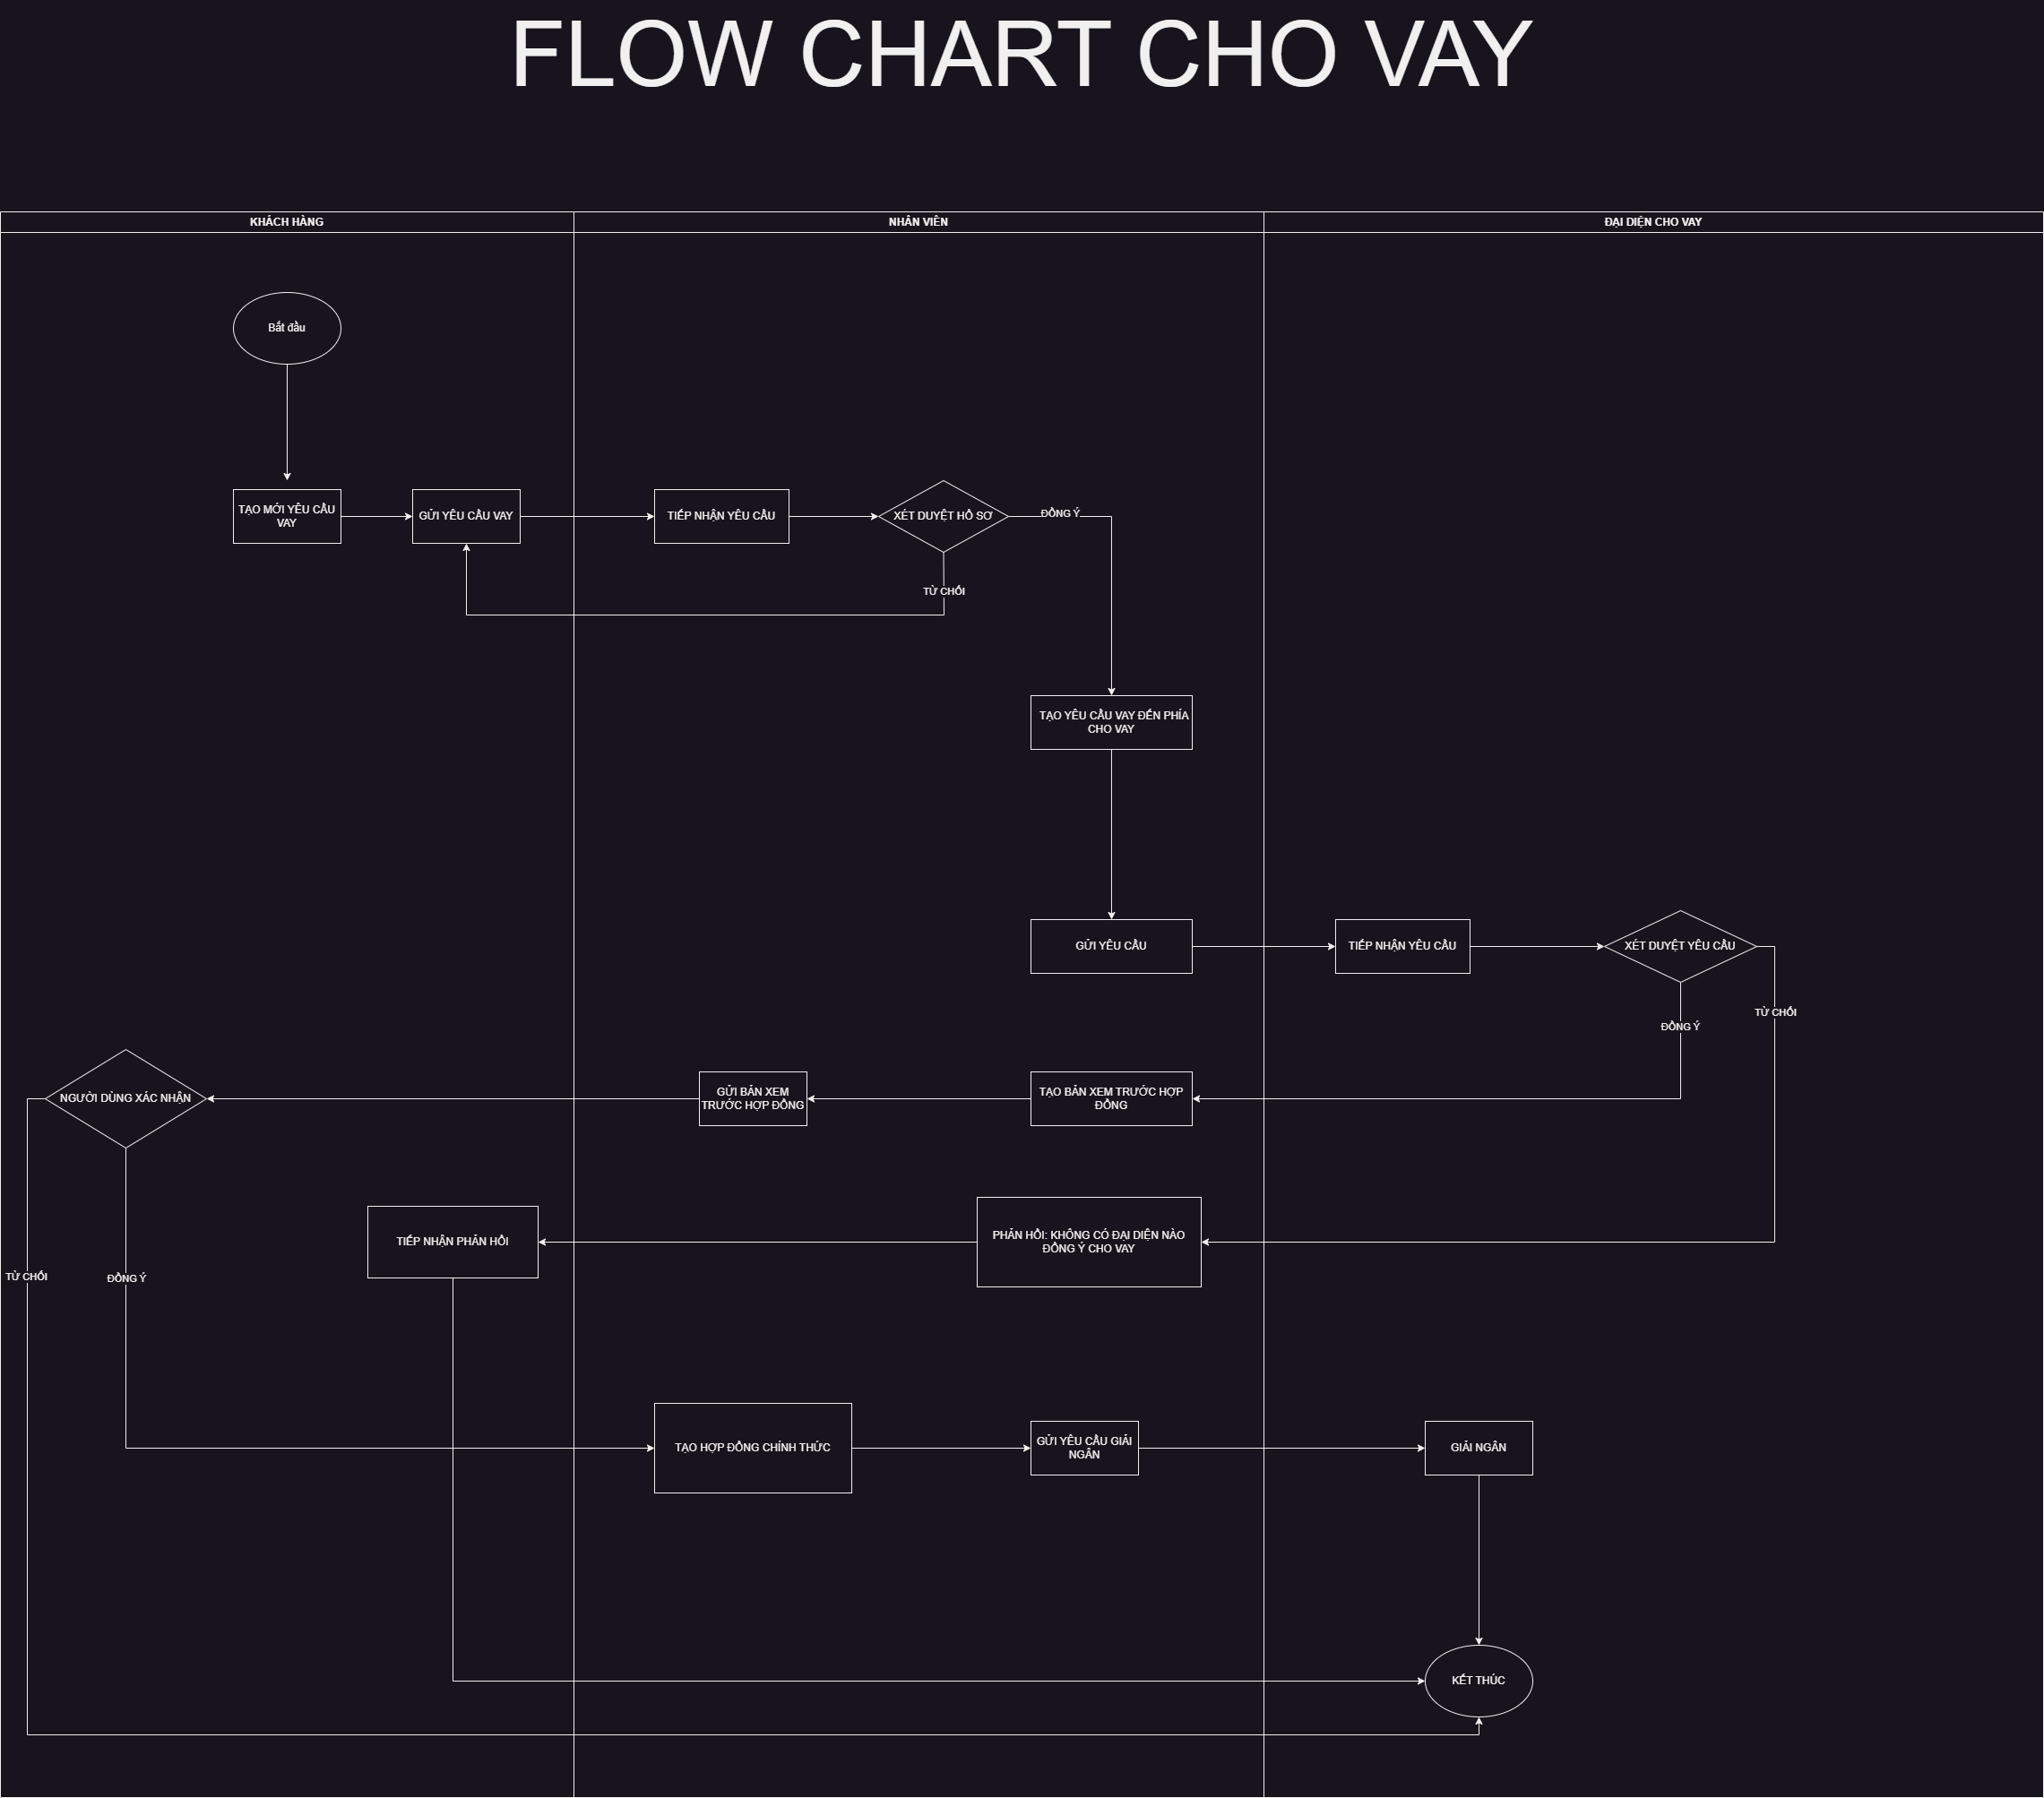 FLOW CHART CHO VAY
KHÁCH HÀNG
NHÂN VIÊN
ĐẠI DIỆN CHO VAY
Bắt đầu
TẠO MỚI YÊU CẦU
VAY
GỬI YÊU CẦU VAY
TIẾP NHẬN YÊU CẦU
XÉT DUYỆT HỒ SƠ
ĐỒNG Ý
TỪ CHỐI
TẠO YÊU CẦU VAY ĐẾN PHÍA
CHO VAY
GỬI YÊU CẦU
TIẾP NHẬN YÊU CẦU
XÉT DUYỆT YÊU CẦU
TỪ CHỐI
ĐỒNG Ý
NGƯỜI DÙNG XÁC NHẬN
GỬI BẢN XEM
TRƯỚC HỢP ĐỒNG
TẠO BẢN XEM TRƯỚC HỢP
ĐỒNG
TIẾP NHẬN PHẢN HỒI
PHẢN HỒI: KHÔNG CÓ ĐẠI DIỆN NÀO
ĐỒNG Ý CHO VAY
TỪ CHỐI
ĐỒNG Ý
TẠO HỢP ĐỒNG CHÍNH THỨC
GỬI YÊU CẦU GIẢI
NGÂN
GIẢI NGÂN
KẾT THÚC